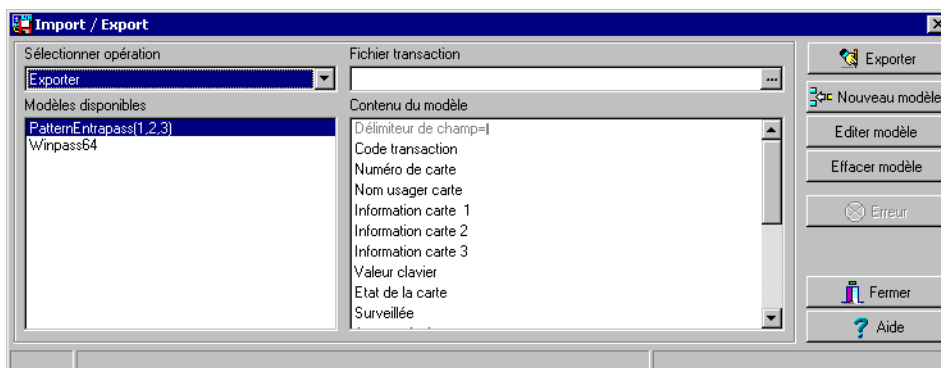 Import / Export
Sélectionner opération
Exporter
Modèles disponibles
PatternEntrapass(1,2,3)
Winpass64
Fichier transaction
...
Contenu du modèle
Délimiteur de champ=|
Code transaction
Numéro de carte
Nom usager carte
Information carte 1
Information carte 2
Information carte 3
Valeur clavier
Etat de la carte
Surveillée
Exporter
Nouveau modèle
Editer modèle
Effacer modèle
Erreur
Fermer
Aide